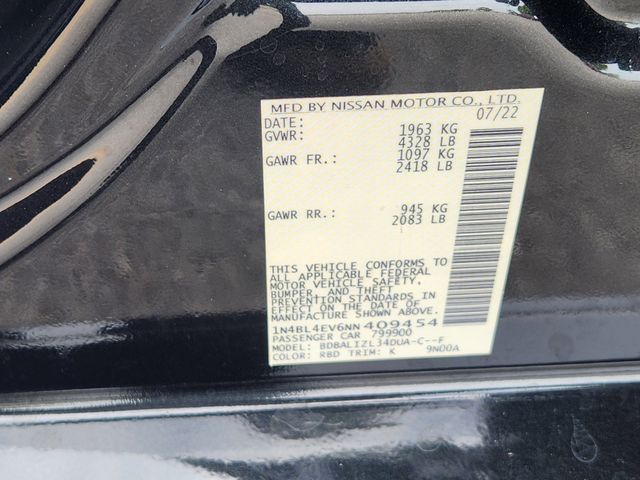 MFD BY NISSAN MOTOR CO., LTD.
DATE: 07/22
GVWR: 1963 KG
4328 LB
GAWR FR.: 1097 KG
2418 LB
GAWR RR.: 945 KG
2083 LB
THIS VEHICLE CONFORMS TO
ALL APPLICABLE FEDERAL
MOTOR VEHICLE SAFETY,
BUMPER, AND THEFT
PREVENTION STANDARDS IN
EFFECT ON THE DATE OF
MANUFACTURE SHOWN ABOVE.
1N4BL4EV6NN 409454
PASSENGER CAR 799900
MODEL: BDBALIZL34DUA-C--F
COLOR: RBD TRIM: K 9N00A